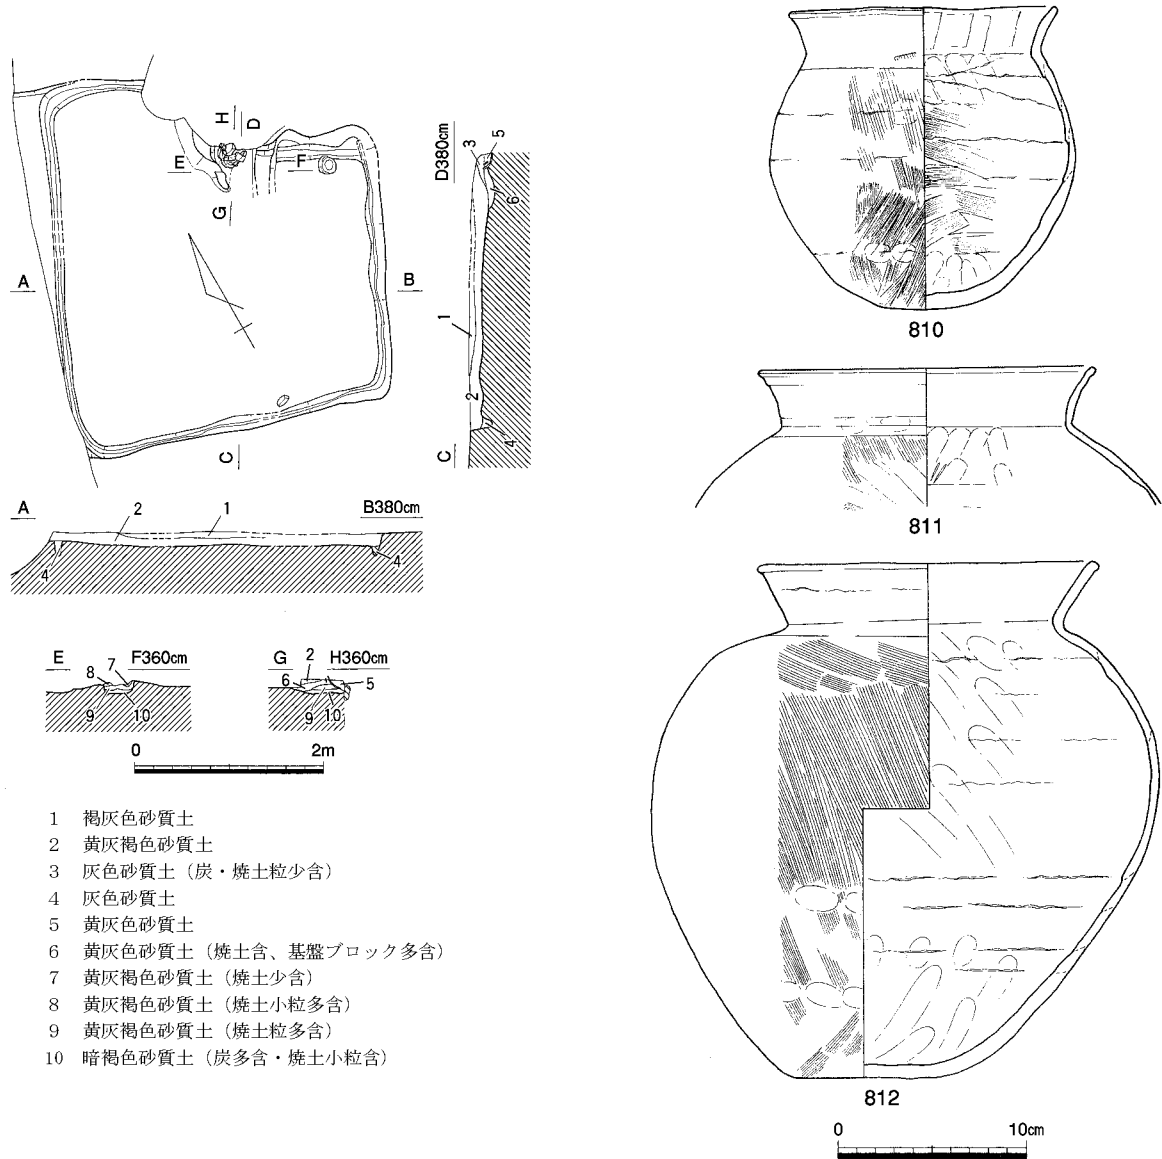 H
D
E
F
G
A
B
C
D380cm
3
5
6
1
2
4
C
A
2
1
B380cm
4
4
E
8
7
F360cm
9
10
G
2
H360cm
6
5
9
10
0
2m
1 褐灰色砂質土
2 黄灰褐色砂質土
3 灰色砂質土（炭・焼土粒少含）
4 灰色砂質土
5 黄灰色砂質土
6 黄灰色砂質土（焼土含、基盤ブロック多含）
7 黄灰褐色砂質土（焼土少含）
8 黄灰褐色砂質土（焼土小粒多含）
9 黄灰褐色砂質土（焼土粒多含）
10 暗褐色砂質土（炭多含・焼土小粒含）
810
811
812
0
10cm